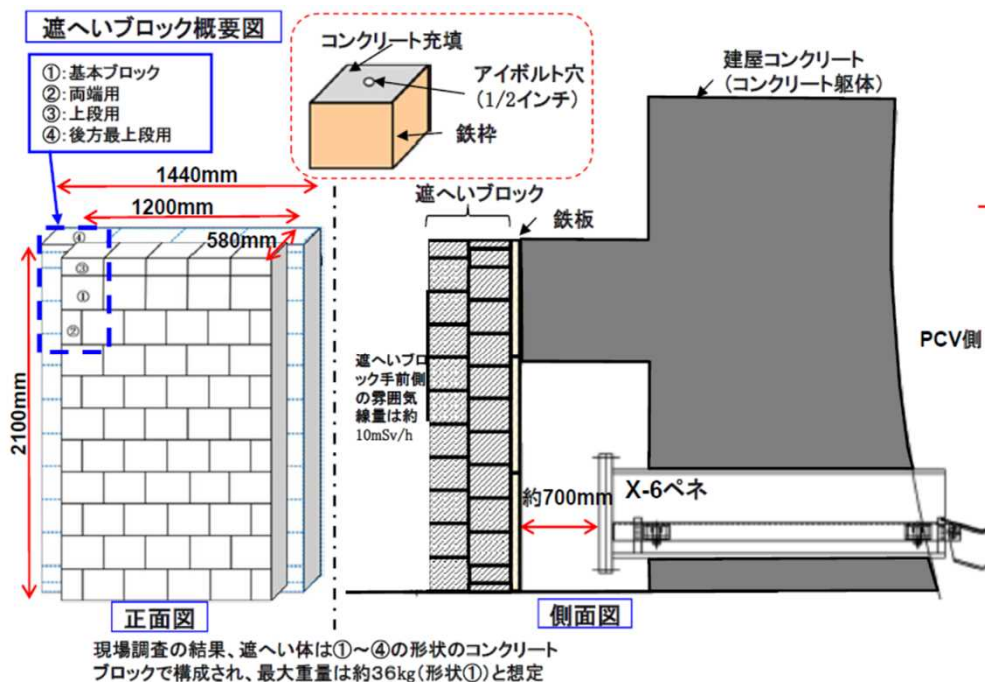 遮へいブロック概要図
①:基本ブロック
②:両端用
③:上段用
④:後方最上段用
コンクリート充填
アイボルト穴
(1/2インチ)
鉄枠
建屋コンクリート
(コンクリート躯体)
1440mm
1200mm
580mm
2100mm
④
③
①
②
遮へいブロック
鉄板
遮へいブロ
ック手前側
の雰囲気
線量は約
10mSv/h
約700mm
X-6ペネ
PCV側
正面図
側面図
現場調査の結果、遮へい体は①~④の形状のコンクリート
ブロックで構成され、最大重量は約36kg(形状①)と想定